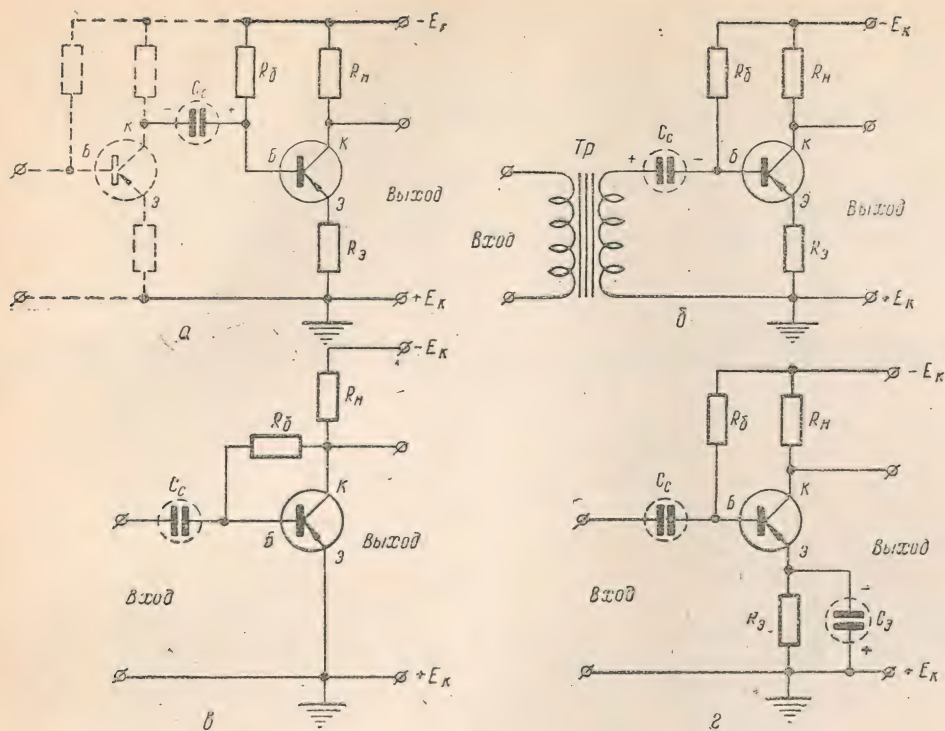 - Eк
Rб
Rн
Cс
- +
К
Б
Б
К
Э
Э
Выход
Rэ
+ Eк
а
- Eк
Rб
Rн
Тр
Cс
+ -
Б
К
Э
Вход
Выход
Rэ
+ Eк
б
- Eк
Rн
Rб
Cс
К
Б
Э
Выход
Вход
+ Eк
в
- Eк
Rб
Rн
Cс
Б
К
Э
Выход
Вход
Rэ
-
Cэ
+
+ Eк
г